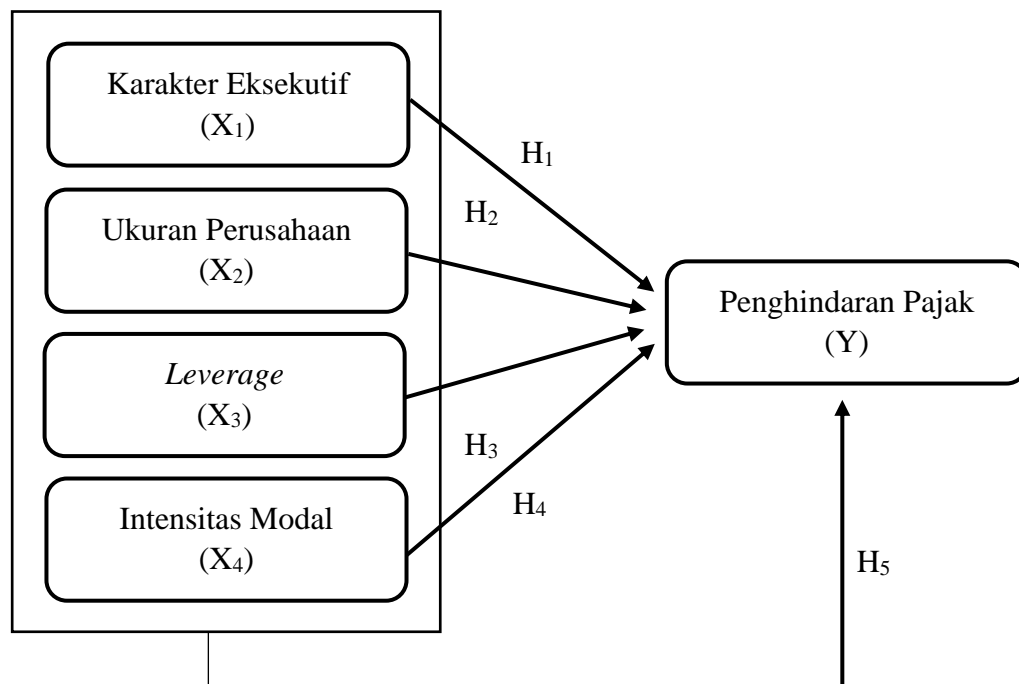 Karakter Eksekutif
(X₁)
H₁
H₂
Ukuran Perusahaan
(X₂)
Penghindaran Pajak
(Y)
Leverage
(X₃)
H₃
H₄
Intensitas Modal
(X₄)
H₅